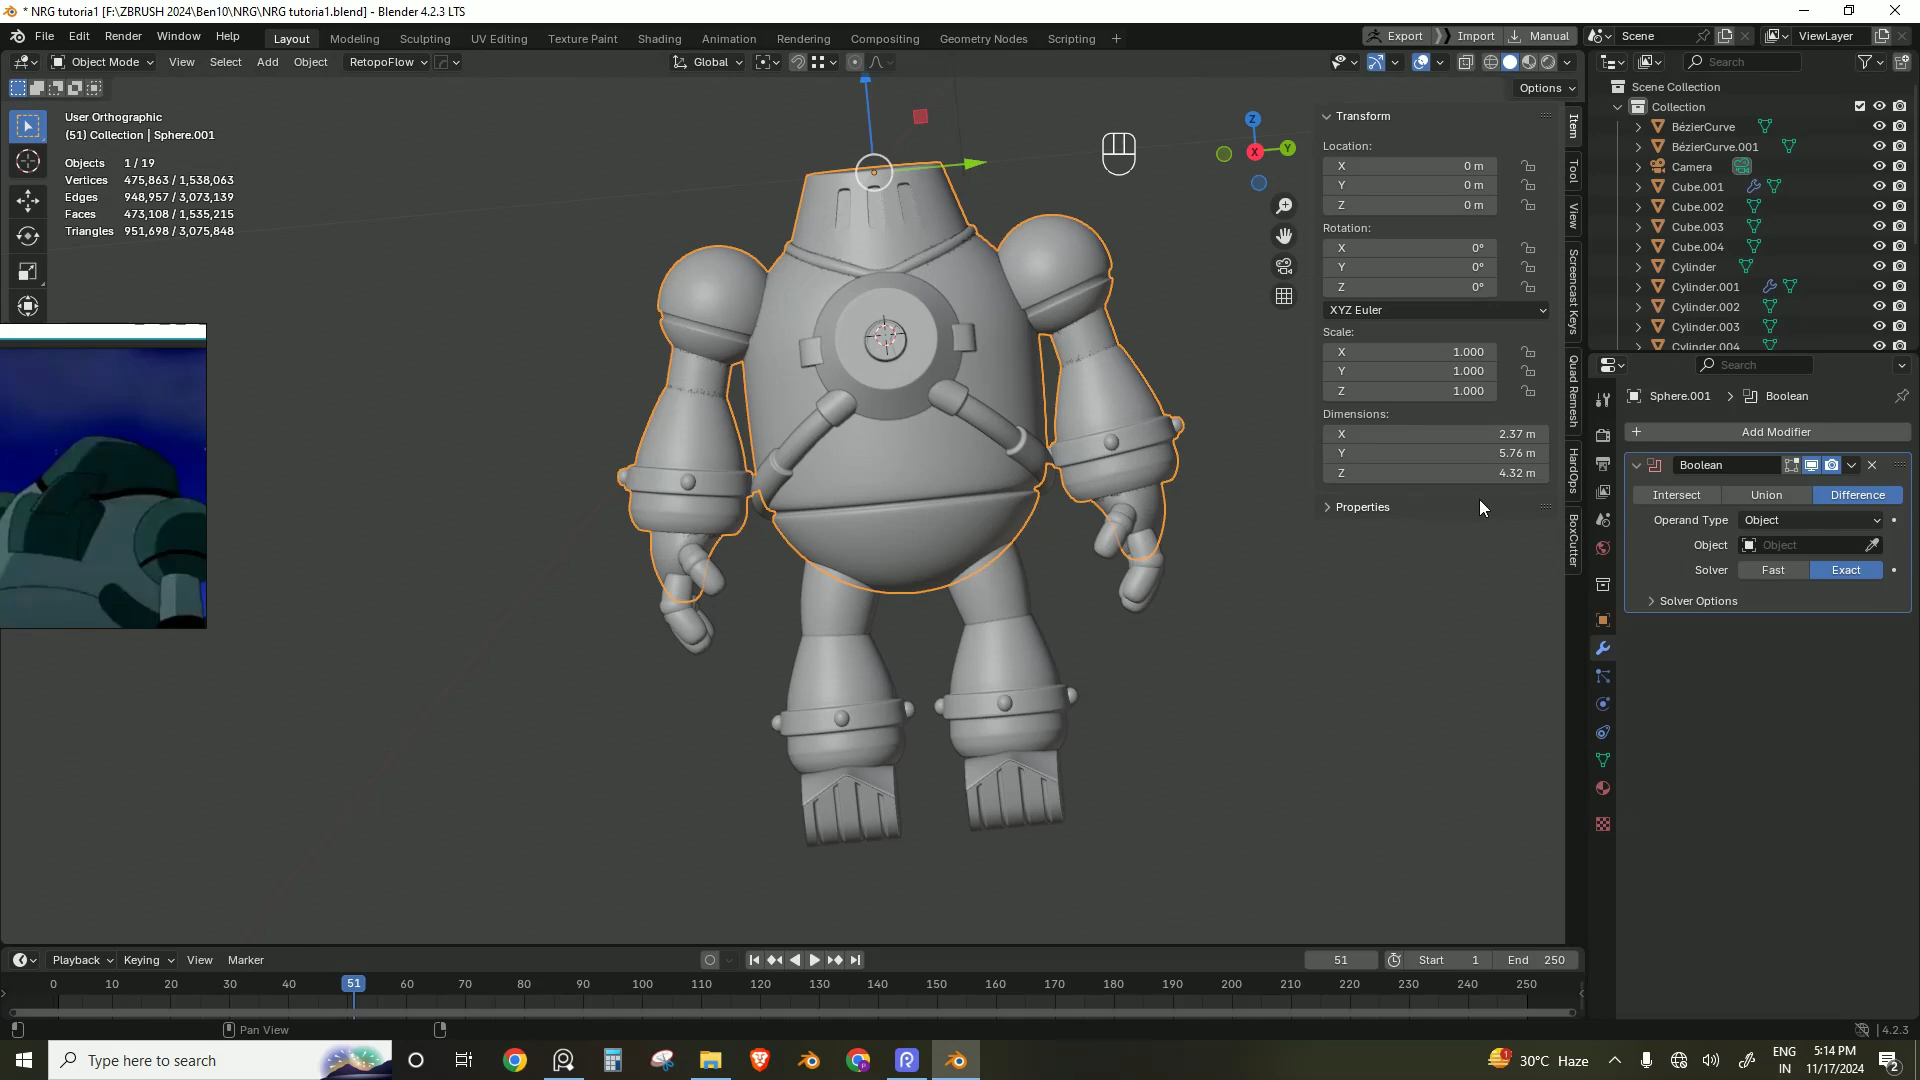 * NRG tutoria1 [F:\ZBRUSH 2024\Ben10\NRG\NRG tutoria1.blend] - Blender 4.2.3 LTS
File Edit Render Window Help Layout Modeling Sculpting UV Editing Texture Paint Shading Animation Rendering Compositing Geometry Nodes Scripting + Export Import Manual Scene ViewLayer
Object Mode View Select Add Object RetopoFlow Global Search
Options
User Orthographic
(51) Collection | Sphere.001
Objects 1 / 19
Vertices 475,863 / 1,538,063
Edges 948,957 / 3,073,139
Faces 473,108 / 1,535,215
Triangles 951,698 / 3,075,848
Z
Y
X
Transform
Location:
X 0 m
Y 0 m
Z 0 m
Rotation:
X 0°
Y 0°
Z 0°
XYZ Euler
Scale:
X 1.000
Y 1.000
Z 1.000
Dimensions:
X 2.37 m
Y 5.76 m
Z 4.32 m
Properties
Item
Tool
View
Screencast Keys
Quad Remesh
HardOps
BoxCutter
Scene Collection
Collection
BézierCurve
BézierCurve.001
Camera
Cube.001
Cube.002
Cube.003
Cube.004
Cylinder
Cylinder.001
Cylinder.002
Cylinder.003
Cylinder.004
Search
Sphere.001 > Boolean
+ Add Modifier
Boolean
Intersect Union Difference
Operand Type Object
Object Object
Solver Fast Exact
Solver Options
Playback Keying View Marker 51 Start 1 End 250
0 10 20 30 40 51 60 70 80 90 100 110 120 130 140 150 160 170 180 190 200 210 220 230 240 250
Pan View 4.2.3
Type here to search
1
30°C Haze
ENG
IN
5:14 PM
11/17/2024
2